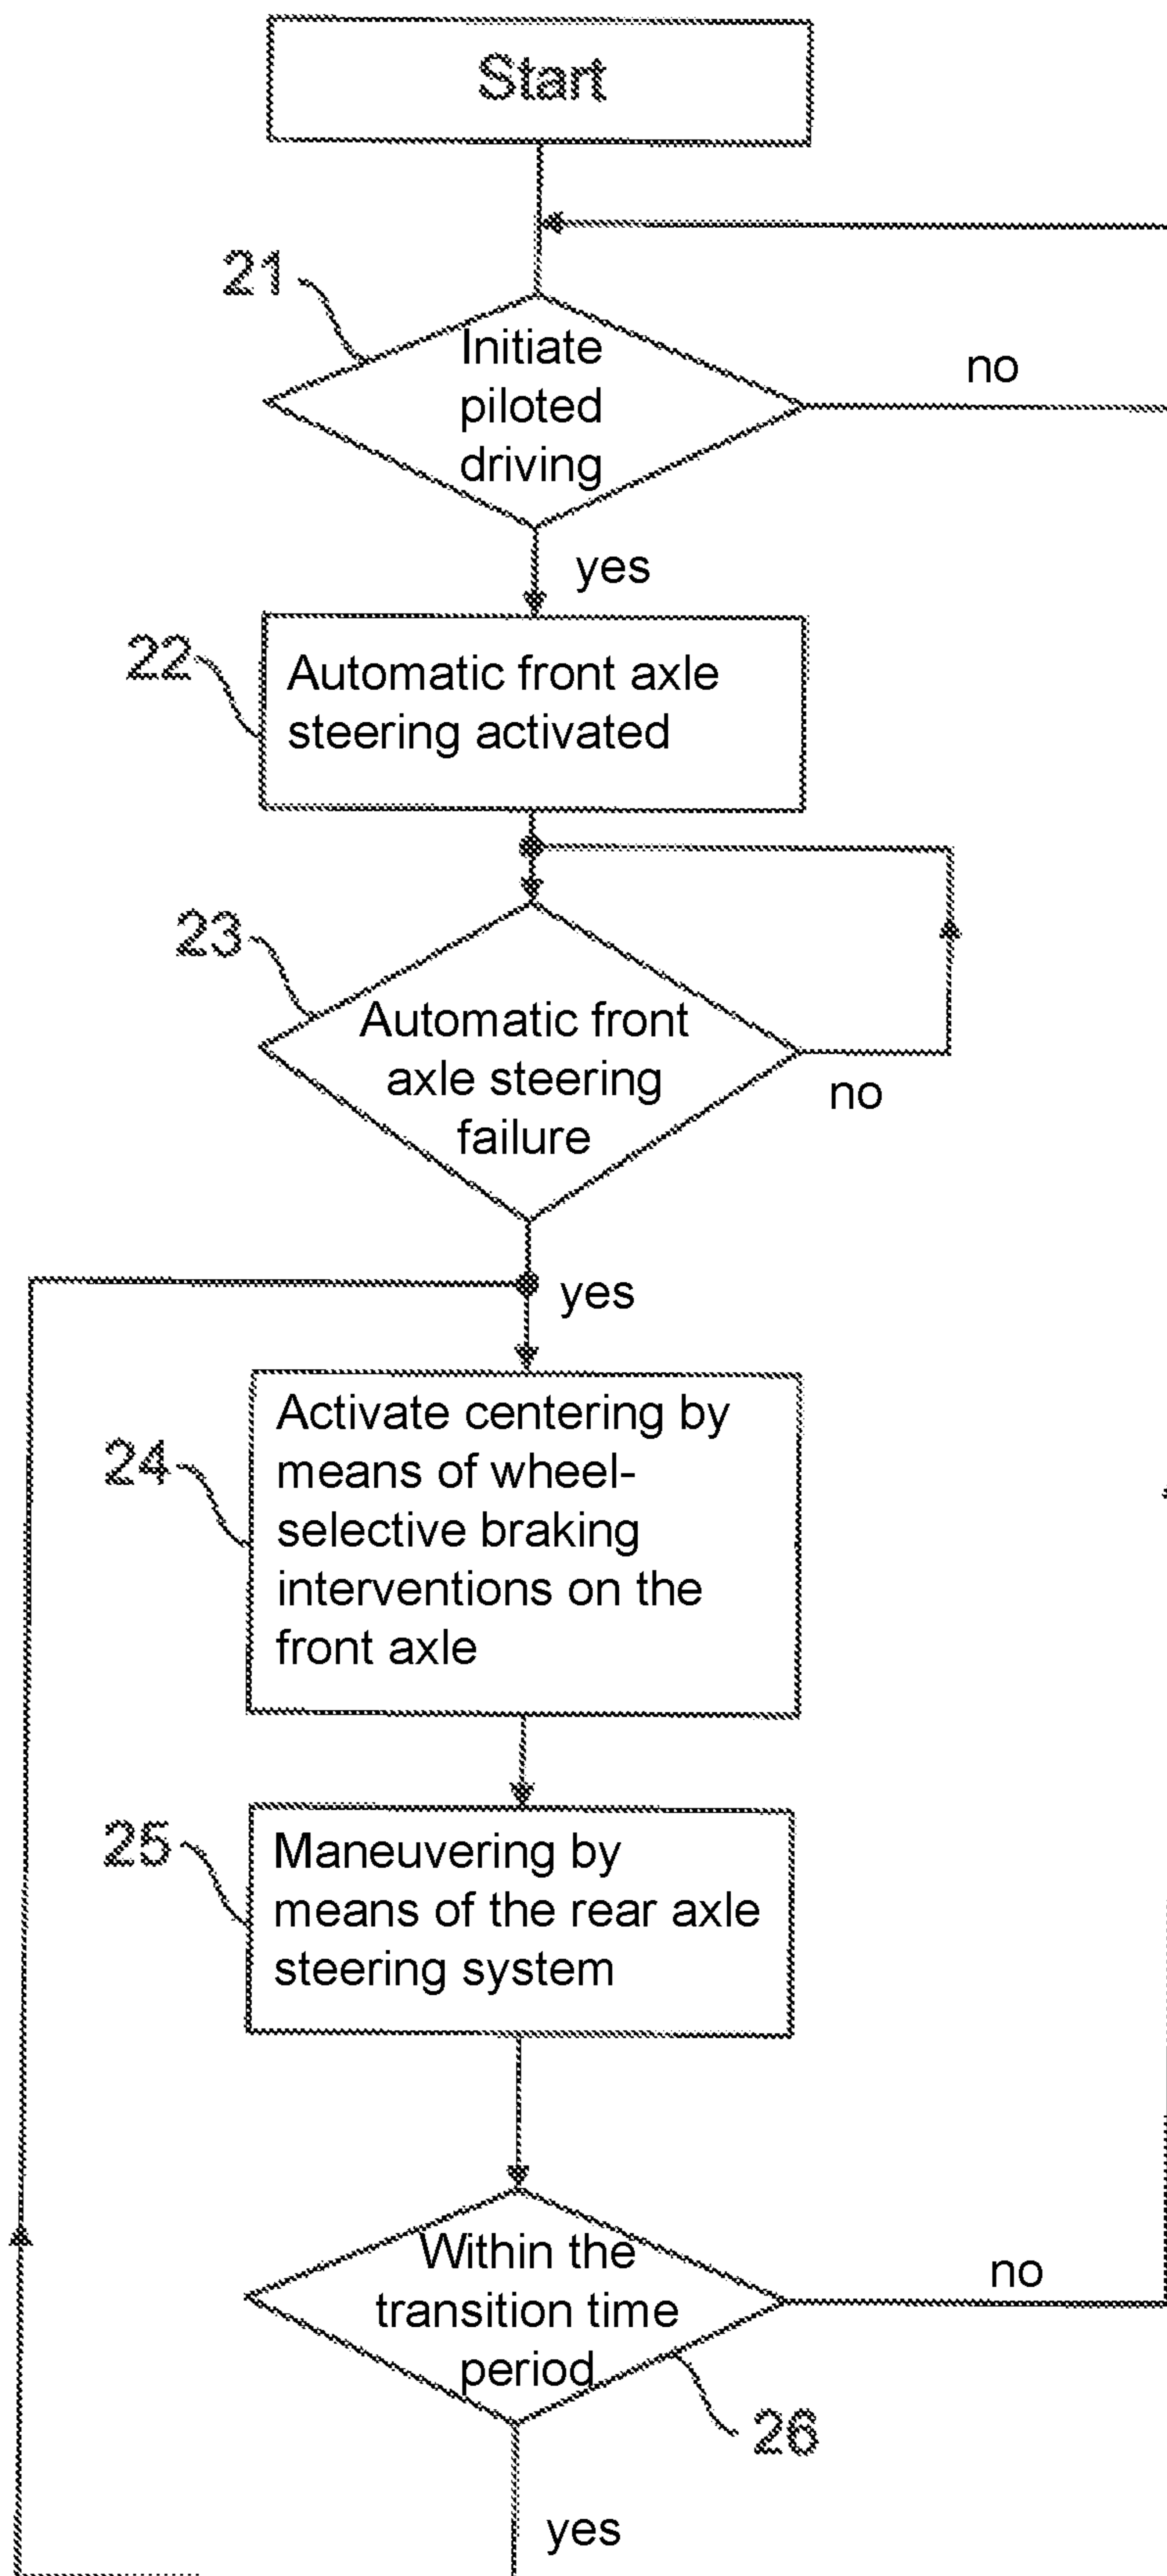 Start
21
Initiate
piloted
driving
no
yes
22
Automatic front axle
steering activated
23
Automatic front
axle steering
failure
no
yes
24
Activate centering by
means of wheel-
selective braking
interventions on the
front axle
25
Maneuvering by
means of the rear axle
steering system
Within the
transition time
period
no
26
yes